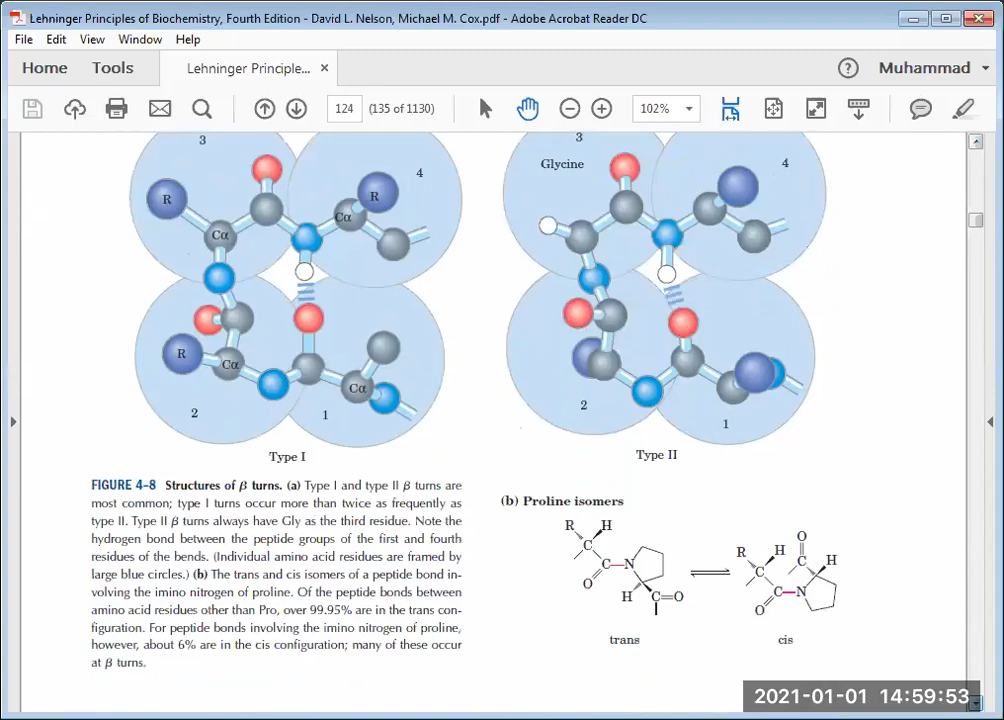 Lehninger Principles of Biochemistry, Fourth Edition - David L. Nelson, Michael M. Cox.pdf - Adobe Acrobat Reader DC
File Edit View Window Help
Home Tools Lehninger Principle... ×
? Muhammad
124 (135 of 1130) 102%
3
4
R
R
Cα
Cα
R
Cα
Cα
2
1
Type I
3
Glycine
4
2
1
Type II
FIGURE 4–8 Structures of β turns. (a) Type I and type II β turns are
most common; type I turns occur more than twice as frequently as
type II. Type II β turns always have Gly as the third residue. Note the
hydrogen bond between the peptide groups of the first and fourth
residues of the bends. (Individual amino acid residues are framed by
large blue circles.) (b) The trans and cis isomers of a peptide bond in-
volving the imino nitrogen of proline. Of the peptide bonds between
amino acid residues other than Pro, over 99.95% are in the trans con-
figuration. For peptide bonds involving the imino nitrogen of proline,
however, about 6% are in the cis configuration; many of these occur
at β turns.
(b) Proline isomers
R H
C
C N
O
H C O
trans
O
R H C H
C
C N
O
cis
2021-01-01 14:59:53